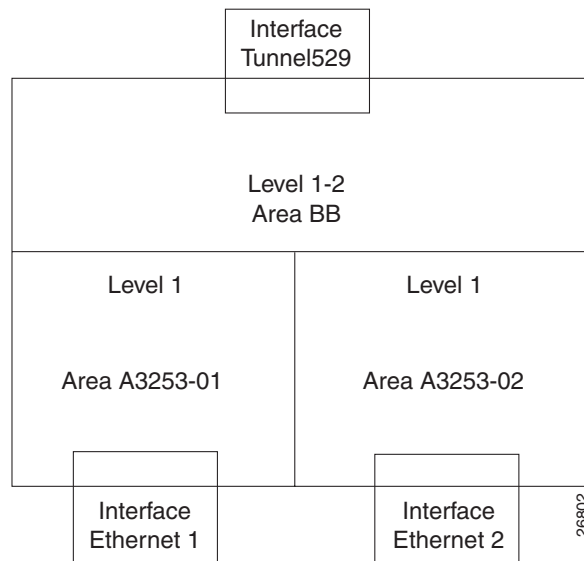 Interface
Tunnel529
Level 1-2
Area BB
Level 1
Level 1
Area A3253-01
Area A3253-02
Interface
Ethernet 1
Interface
Ethernet 2
26802